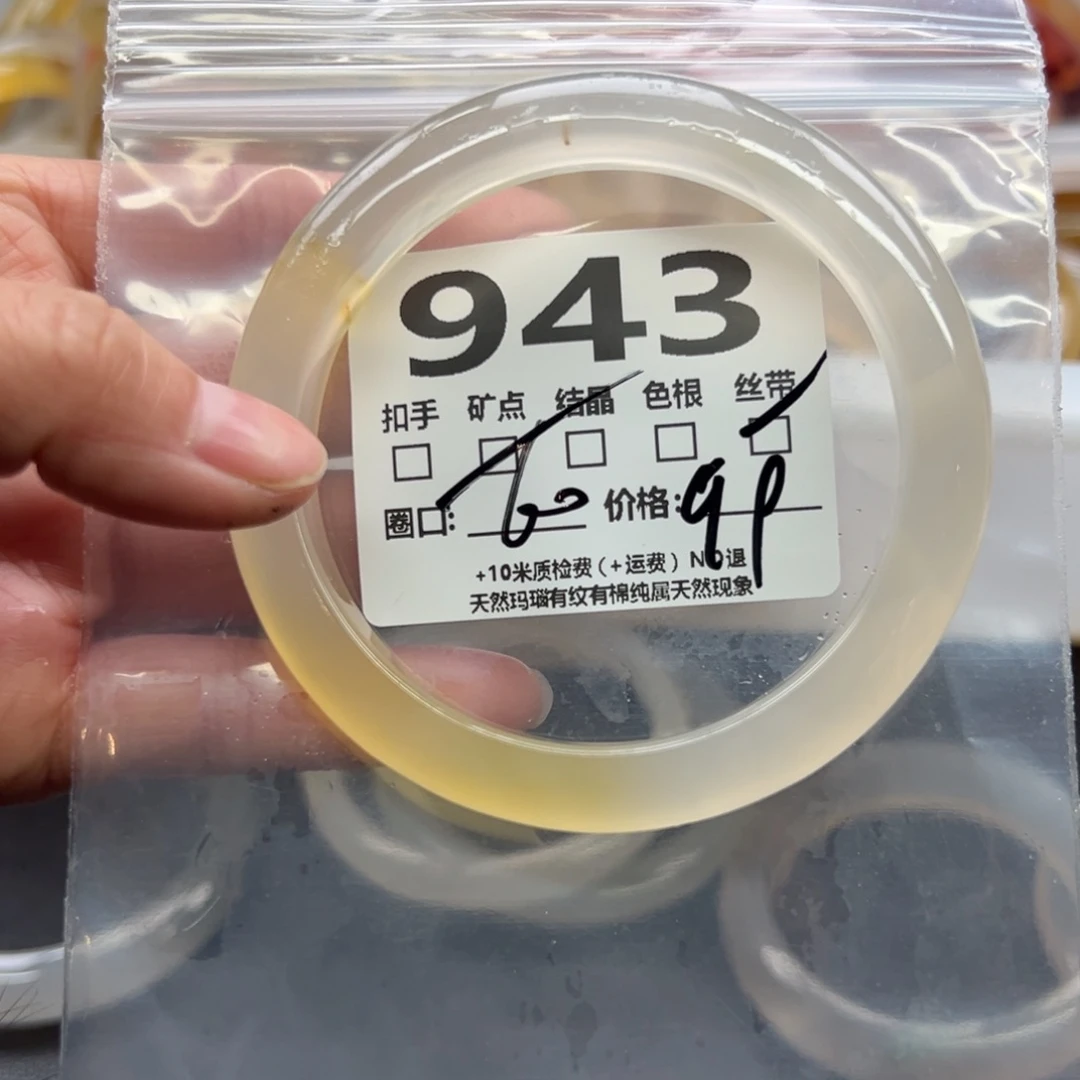 943
扣手 矿点 结晶 色根 丝带
圈口: 60 价格: 99
+10米质检费(+运费) NO退
天然玛瑙有纹有棉纯属天然现象